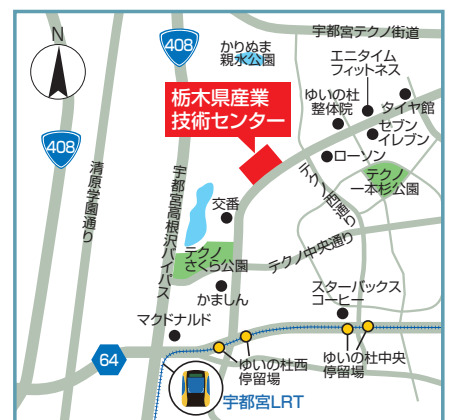 N
408
かりぬま
親水公園
宇都宮テクノ街道
エニタイム
フィットネス
ゆいの杜
整体院
タイヤ館
セブン
イレブン
ローソン
栃木県産業
技術センター
408
清原学園通り
宇都宮高根沢バイパス
テクノ西通り
テクノ
一本杉公園
交番
テクノ
さくら公園
テクノ中央通り
かましん
スターバックス
コーヒー
マクドナルド
64
ゆいの杜西
停留場
ゆいの杜中央
停留場
宇都宮LRT